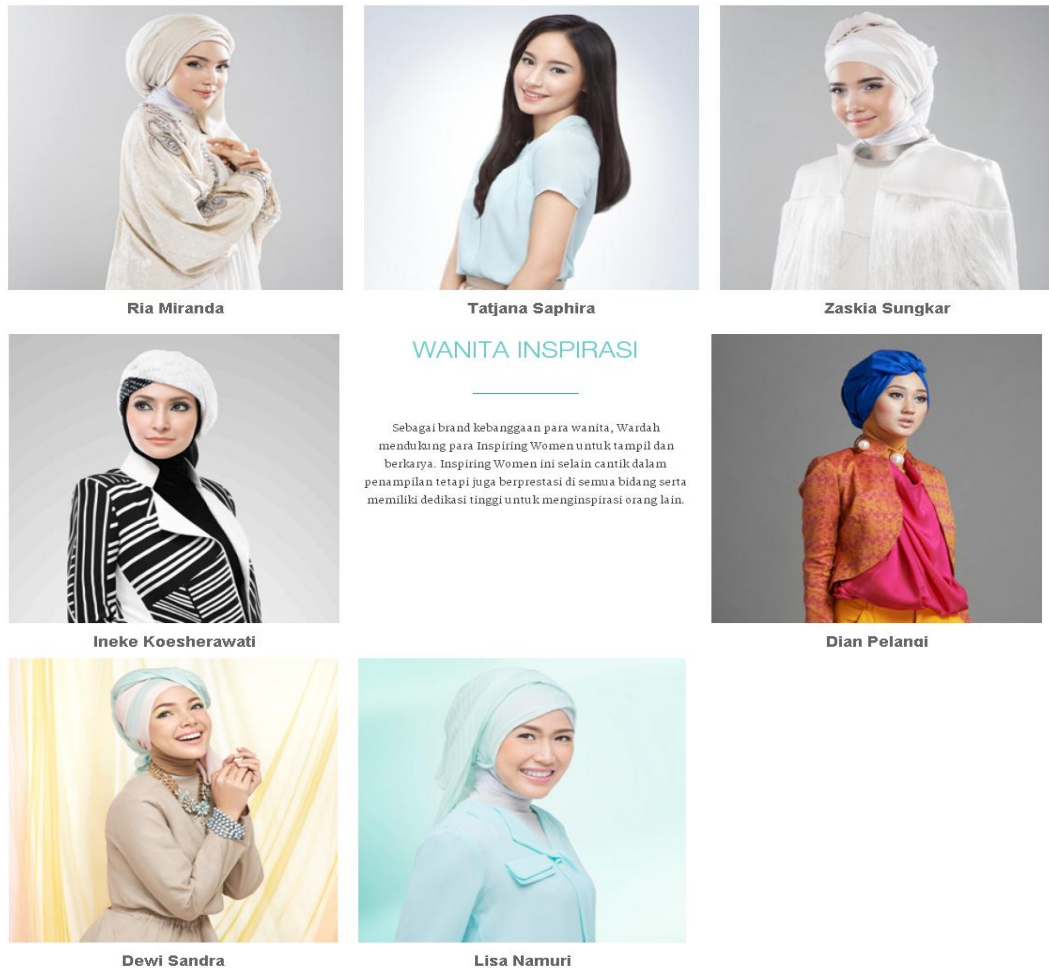 Ria Miranda
Tatjana Saphira
Zaskia Sungkar
WANITA INSPIRASI
Sebagai brand kebanggaan para wanita, Wardah
mendukung para Inspiring Women untuk tampil dan
berkarya. Inspiring Women ini selain cantik dalam
penampilan tetapi juga berprestasi di semua bidang serta
memiliki dedikasi tinggi untuk menginspirasi orang lain.
Ineke Koesherawati
Dian Pelangi
Dewi Sandra
Lisa Namuri